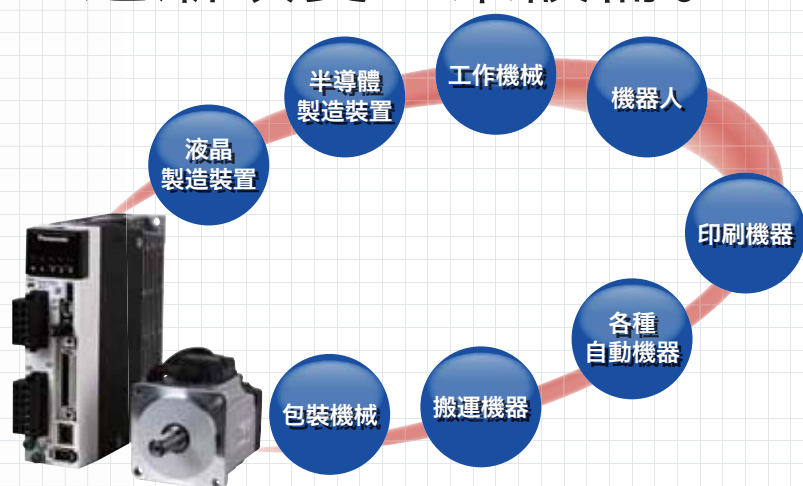 液晶
製造裝置
半導體
製造裝置
工作機械
機器人
印刷機器
各種
自動機器
搬運機器
包裝機械
Panasonic